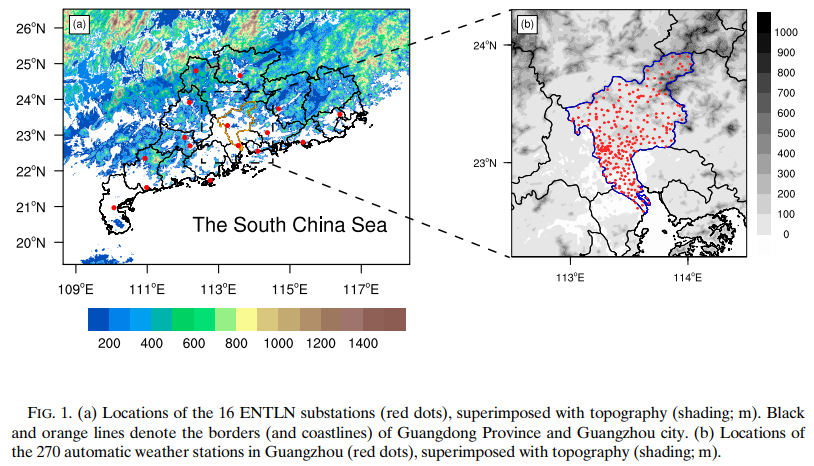 (a)
26°N
25°N
24°N
23°N
22°N
21°N
20°N
The South China Sea
109°E 111°E 113°E 115°E 117°E
200 400 600 800 1000 1200 1400
(b)
24°N
23°N
113°E 114°E
1000
900
800
700
600
500
400
300
200
100
0
FIG. 1. (a) Locations of the 16 ENTLN substations (red dots), superimposed with topography (shading; m). Black
and orange lines denote the borders (and coastlines) of Guangdong Province and Guangzhou city. (b) Locations of
the 270 automatic weather stations in Guangzhou (red dots), superimposed with topography (shading; m).